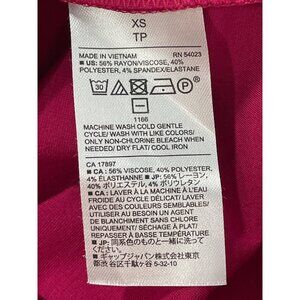 XS
TP
MADE IN VIETNAM RN 54023
■ US: 56% RAYON/VISCOSE, 40%
POLYESTER, 4% SPANDEX/ELASTANE
30
P
1166
MACHINE WASH COLD GENTLE
CYCLE/ WASH WITH LIKE COLORS/
ONLY NON-CHLORINE BLEACH WHEN
NEEDED/ DRY FLAT/ COOL IRON
CA 17897
■ CA : 56% VISCOSE, 40% POLYESTER,
4% ÉLASTHANNE ■ JP: 56% レーヨン,
40% ポリエステル, 4% ポリウレタン
■ CA : LAVER À LA MACHINE À L'EAU
FROIDE AU CYCLE DÉLICAT/ LAVER
AVEC DES COULEURS SEMBLABLES/
UTILISER UN DÉCOLORANT SANS CHLORE
UNIQUEMENT/ SÉCHAGE À PLAT/
REPASSER À BASSE TEMPÉRATURE
■ JP: 同系色のものと一緒に洗って
ください
■ ギャップジャパン株式会社東京
都渋谷区千駄ヶ谷 5-32-10